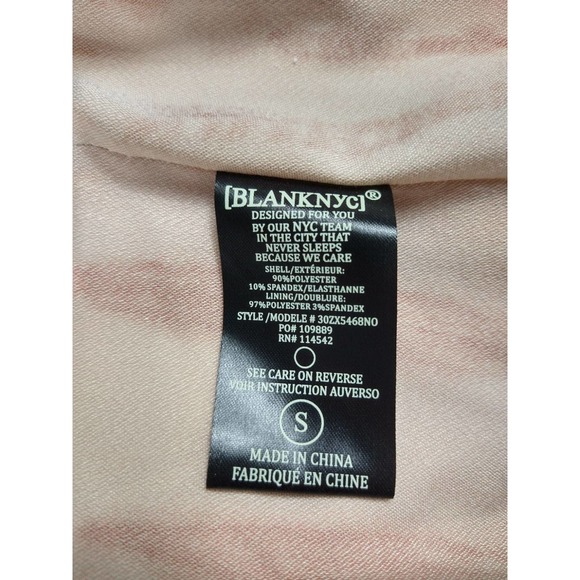 [BLANKNYC]®
DESIGNED FOR YOU
BY OUR NYC TEAM
IN THE CITY THAT
NEVER SLEEPS
BECAUSE WE CARE
SHELL/EXTÉRIEUR:
90%POLYESTER
10% SPANDEX/ELASTHANNE
LINING/DOUBLURE:
97%POLYESTER 3%SPANDEX
STYLE /MODELE # 30ZX5468NO
PO# 109889
RN# 114542
SEE CARE ON REVERSE
VOIR INSTRUCTION AUVERSO
S
MADE IN CHINA
FABRIQUÉ EN CHINE